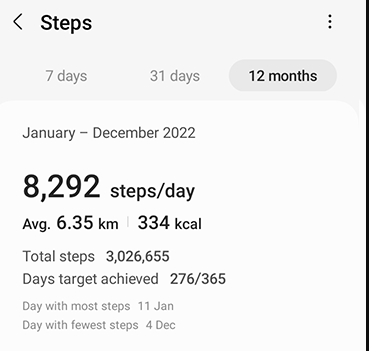 Steps
7 days 31 days 12 months
January – December 2022
8,292 steps/day
Avg. 6.35 km 334 kcal
Total steps 3,026,655
Days target achieved 276/365
Day with most steps 11 Jan
Day with fewest steps 4 Dec